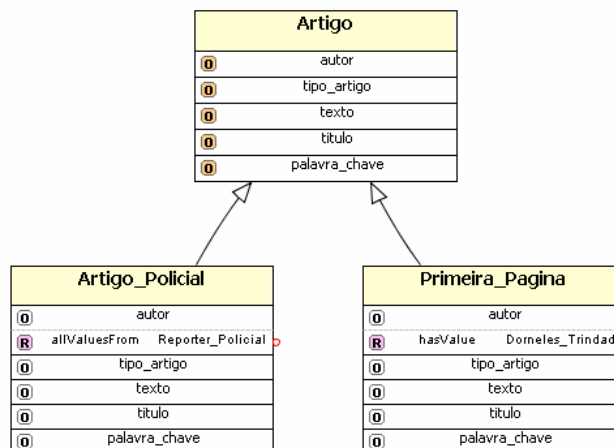 Artigo
O autor
O tipo_artigo
O texto
O titulo
O palavra_chave
Artigo_Policial
O autor
R allValuesFrom Reporter_Policial
O tipo_artigo
O texto
O titulo
O palavra_chave
Primeira_Pagina
O autor
R hasValue Dorneles_Trindad
O tipo_artigo
O texto
O titulo
O palavra_chave